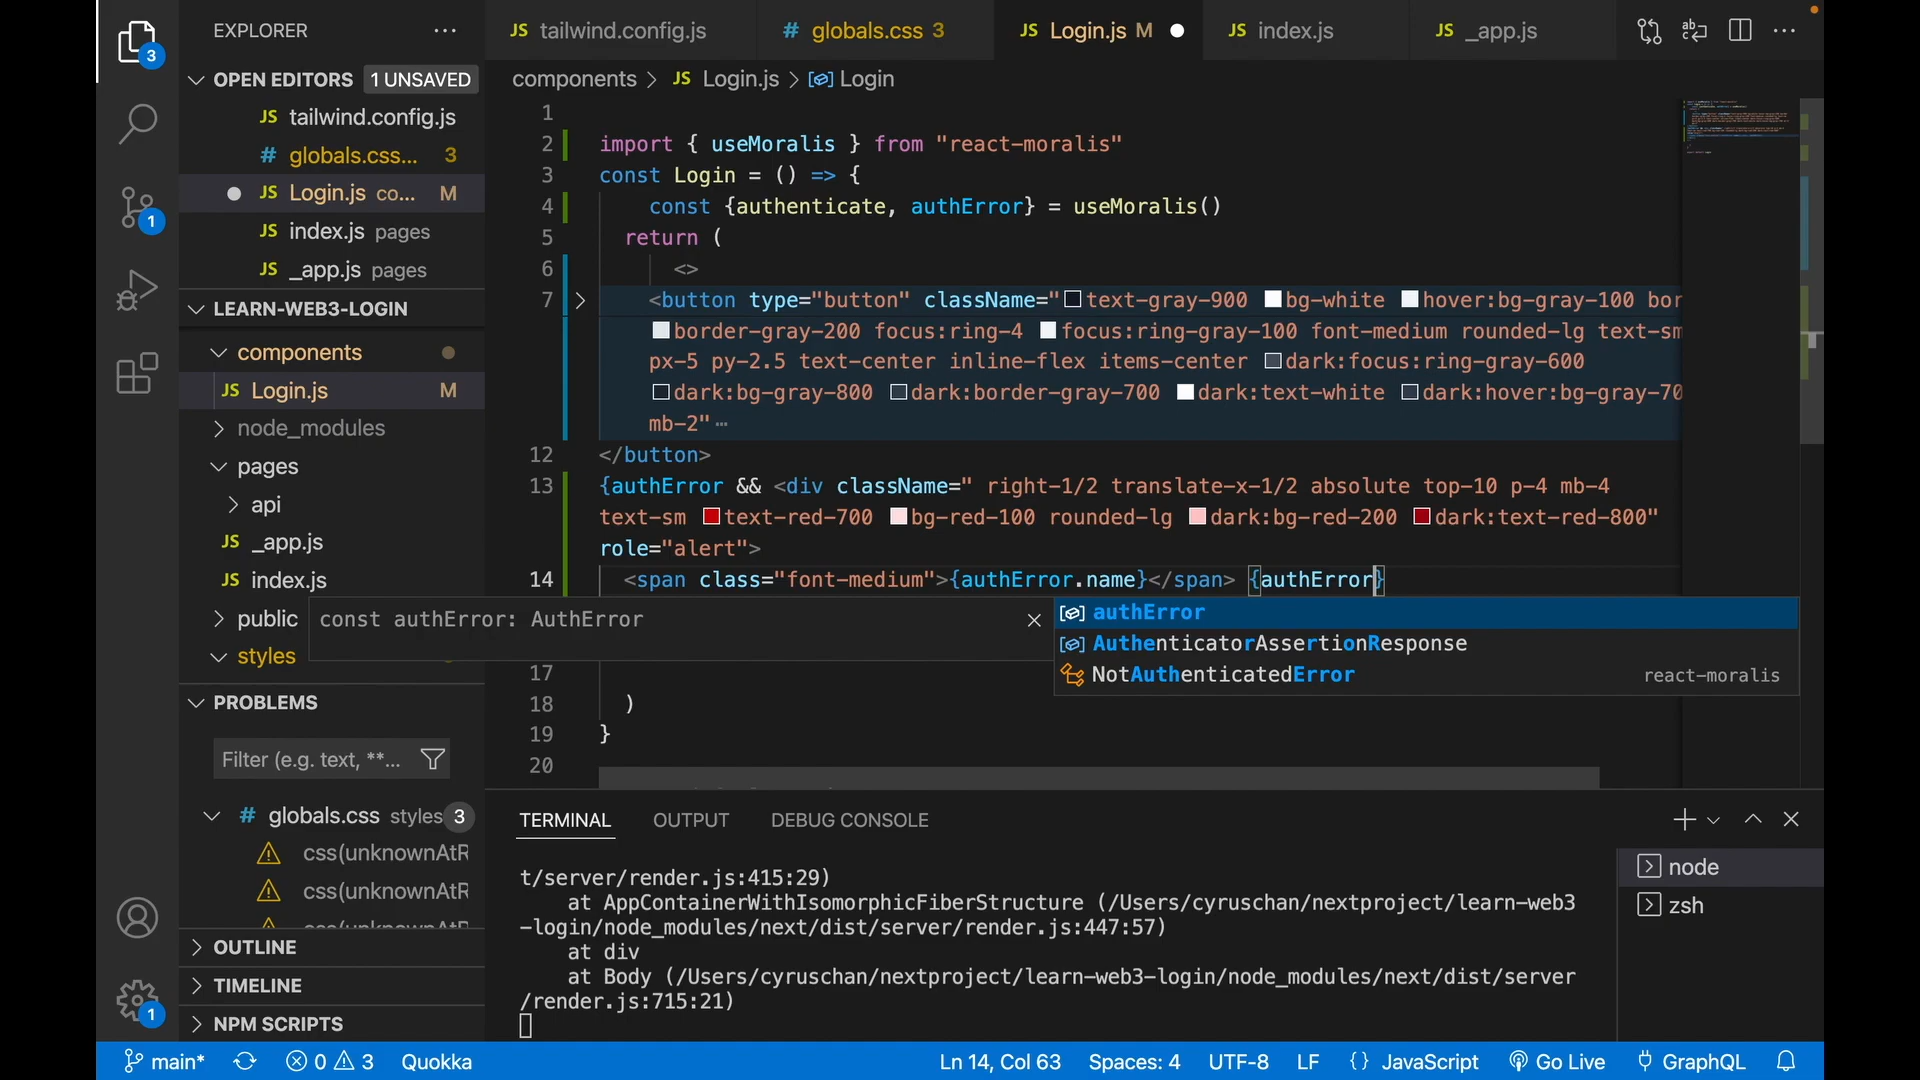 EXPLORER
JS tailwind.config.js
# globals.css 3
JS Login.js M
JS index.js
JS _app.js
3
OPEN EDITORS 1 UNSAVED
JS tailwind.config.js
# globals.css... 3
JS Login.js co... M
JS index.js pages
JS _app.js pages
1
LEARN-WEB3-LOGIN
components
JS Login.js M
node_modules
pages
api
JS _app.js
JS index.js
public
styles
PROBLEMS
Filter (e.g. text, **...
# globals.css styles 3
css(unknownAtR
css(unknownAtR
OUTLINE
TIMELINE
NPM SCRIPTS
1
components > JS Login.js > Login
1
2 import { useMoralis } from "react-moralis"
3 const Login = () => {
4 const {authenticate, authError} = useMoralis()
5 return (
6 <>
7 <button type="button" className="text-gray-900 bg-white hover:bg-gray-100 bor
border-gray-200 focus:ring-4 focus:ring-gray-100 font-medium rounded-lg text-sm
px-5 py-2.5 text-center inline-flex items-center dark:focus:ring-gray-600
dark:bg-gray-800 dark:border-gray-700 dark:text-white dark:hover:bg-gray-70
mb-2"…
12 </button>
13 {authError && <div className=" right-1/2 translate-x-1/2 absolute top-10 p-4 mb-4
text-sm text-red-700 bg-red-100 rounded-lg dark:bg-red-200 dark:text-red-800"
role="alert">
14 <span class="font-medium">{authError.name}</span> {authError}
const authError: AuthError
authError
AuthenticatorAssertionResponse
NotAuthenticatedError react-moralis
17
18 )
19 }
20
TERMINAL OUTPUT DEBUG CONSOLE
t/server/render.js:415:29)
at AppContainerWithIsomorphicFiberStructure (/Users/cyruschan/nextproject/learn-web3
-login/node_modules/next/dist/server/render.js:447:57)
at div
at Body (/Users/cyruschan/nextproject/learn-web3-login/node_modules/next/dist/server
/render.js:715:21)
node
zsh
main* 0 3 Quokka Ln 14, Col 63 Spaces: 4 UTF-8 LF {} JavaScript Go Live GraphQL